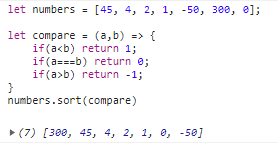 let numbers = [45, 4, 2, 1, -50, 300, 0];
let compare = (a,b) => {
if(a<b) return 1;
if(a===b) return 0;
if(a>b) return -1;
}
numbers.sort(compare)
▸ (7) [300, 45, 4, 2, 1, 0, -50]